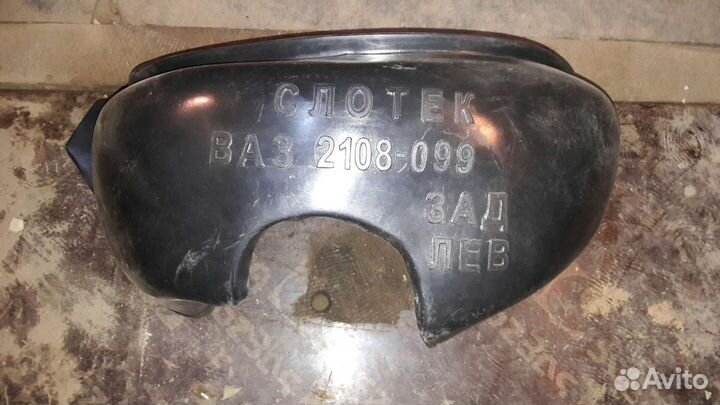 СЛОТЕК
ВАЗ 2108-099
ЗАД
ЛЕВ
Avito